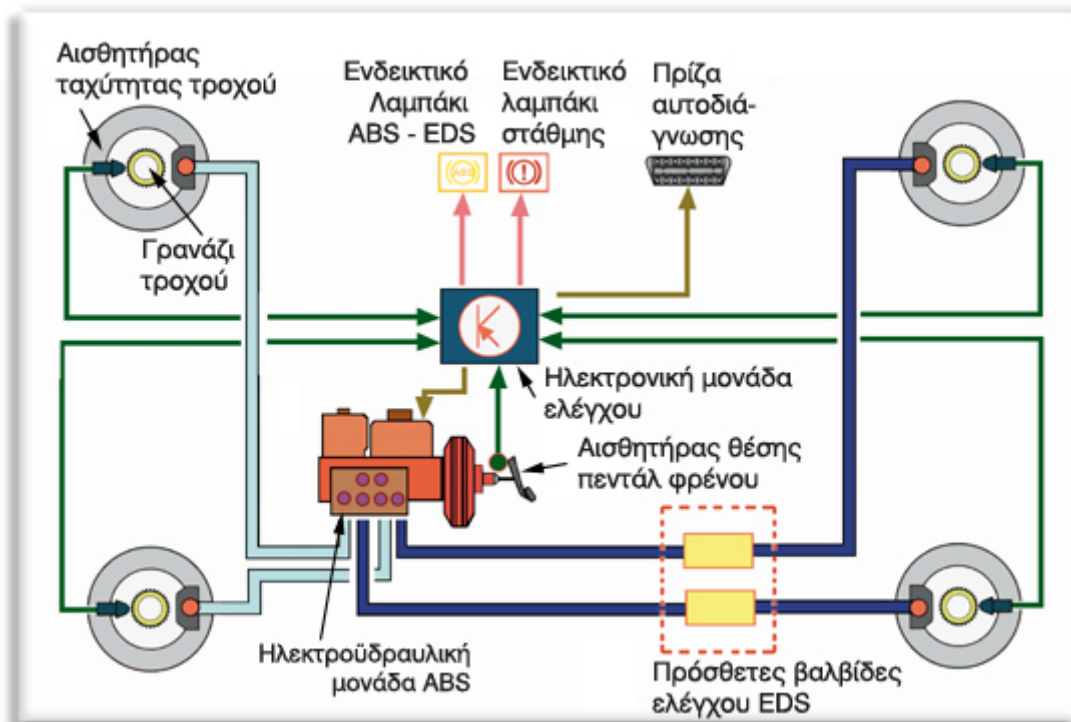 Αισθητήρας
ταχύτητας τροχού
Ενδεικτικό
Λαμπάκι
ABS - EDS
Ενδεικτικό
λαμπάκι
στάθμης
Πρίζα
αυτοδιά-
γνωσης
ABS
Γρανάζι
τροχού
Ηλεκτρονική μονάδα
ελέγχου
Αισθητήρας θέσης
πεντάλ φρένου
Ηλεκτροϋδραυλική
μονάδα ABS
Πρόσθετες βαλβίδες
ελέγχου EDS